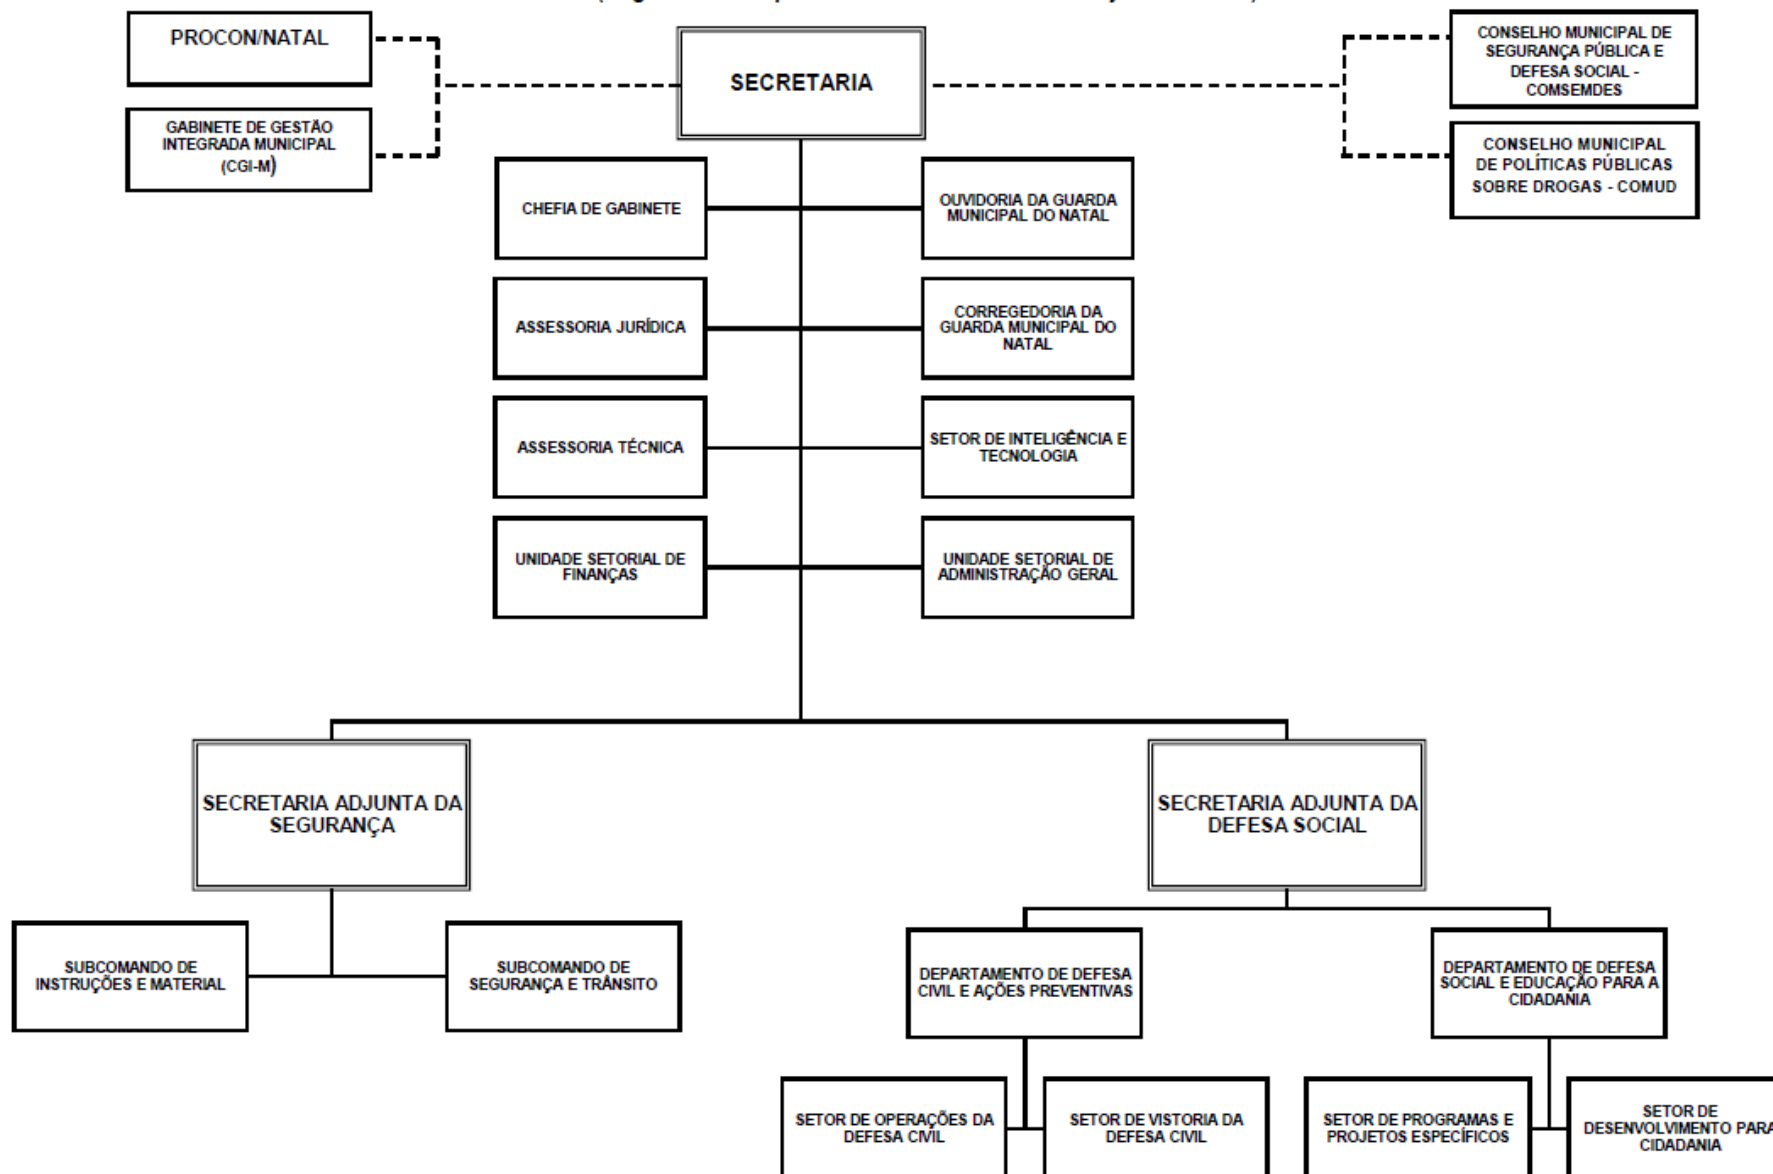 PROCON/NATAL
GABINETE DE GESTÃO
INTEGRADA MUNICIPAL
(CGI-M)
SECRETARIA
CONSELHO MUNICIPAL DE
SEGURANÇA PÚBLICA E
DEFESA SOCIAL -
COMSEMDES
CONSELHO MUNICIPAL
DE POLÍTICAS PÚBLICAS
SOBRE DROGAS - COMUD
CHEFIA DE GABINETE
OUVIDORIA DA GUARDA
MUNICIPAL DO NATAL
ASSESSORIA JURÍDICA
CORREGEDORIA DA
GUARDA MUNICIPAL DO
NATAL
ASSESSORIA TÉCNICA
SETOR DE INTELIGÊNCIA E
TECNOLOGIA
UNIDADE SETORIAL DE
FINANÇAS
UNIDADE SETORIAL DE
ADMINISTRAÇÃO GERAL
SECRETARIA ADJUNTA DA
SEGURANÇA
SECRETARIA ADJUNTA DA
DEFESA SOCIAL
SUBCOMANDO DE
INSTRUÇÕES E MATERIAL
SUBCOMANDO DE
SEGURANÇA E TRÂNSITO
DEPARTAMENTO DE DEFESA
CIVIL E AÇÕES PREVENTIVAS
DEPARTAMENTO DE DEFESA
SOCIAL E EDUCAÇÃO PARA A
CIDADANIA
SETOR DE OPERAÇÕES DA
DEFESA CIVIL
SETOR DE VISTORIA DA
DEFESA CIVIL
SETOR DE PROGRAMAS E
PROJETOS ESPECÍFICOS
SETOR DE
DESENVOLVIMENTO PARA
CIDADANIA